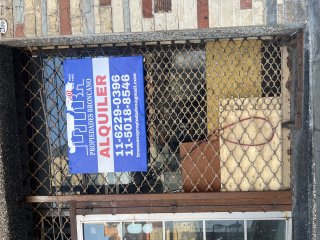 PROPIEDADES BRONCANO
ALQUILER
11-6229-0396
11-5018-8546